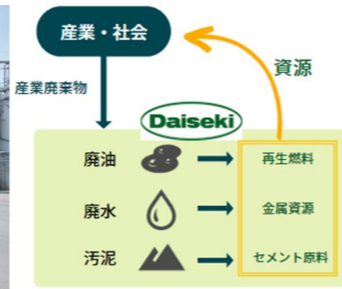 産業・社会
資源
産業廃棄物
Daiseki
廃油
再生燃料
廃水
金属資源
汚泥
セメント原料